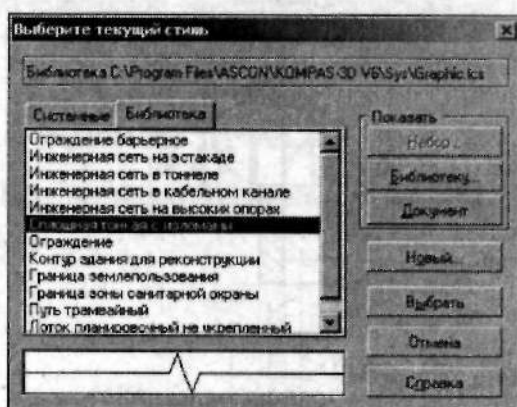 Выберите текущий стиль
Библиотека C:\Program Files\ASCON\KOMPAS-3D V6\Sys\Graphic.lcs
Системные Библиотека
Ограждение барьерное
Инженерная сеть на эстакаде
Инженерная сеть в тоннеле
Инженерная сеть в кабельном канале
Инженерная сеть на высоких опорах
Сплошная тонкая с изломами
Ограждение
Контур здания для реконструкции
Граница землепользования
Граница зоны санитарной охраны
Путь трамвайный
Лоток планировочный не укрепленный
Показать
Набор...
Библиотеку...
Документ
Новый...
Выбрать
Отмена
Справка